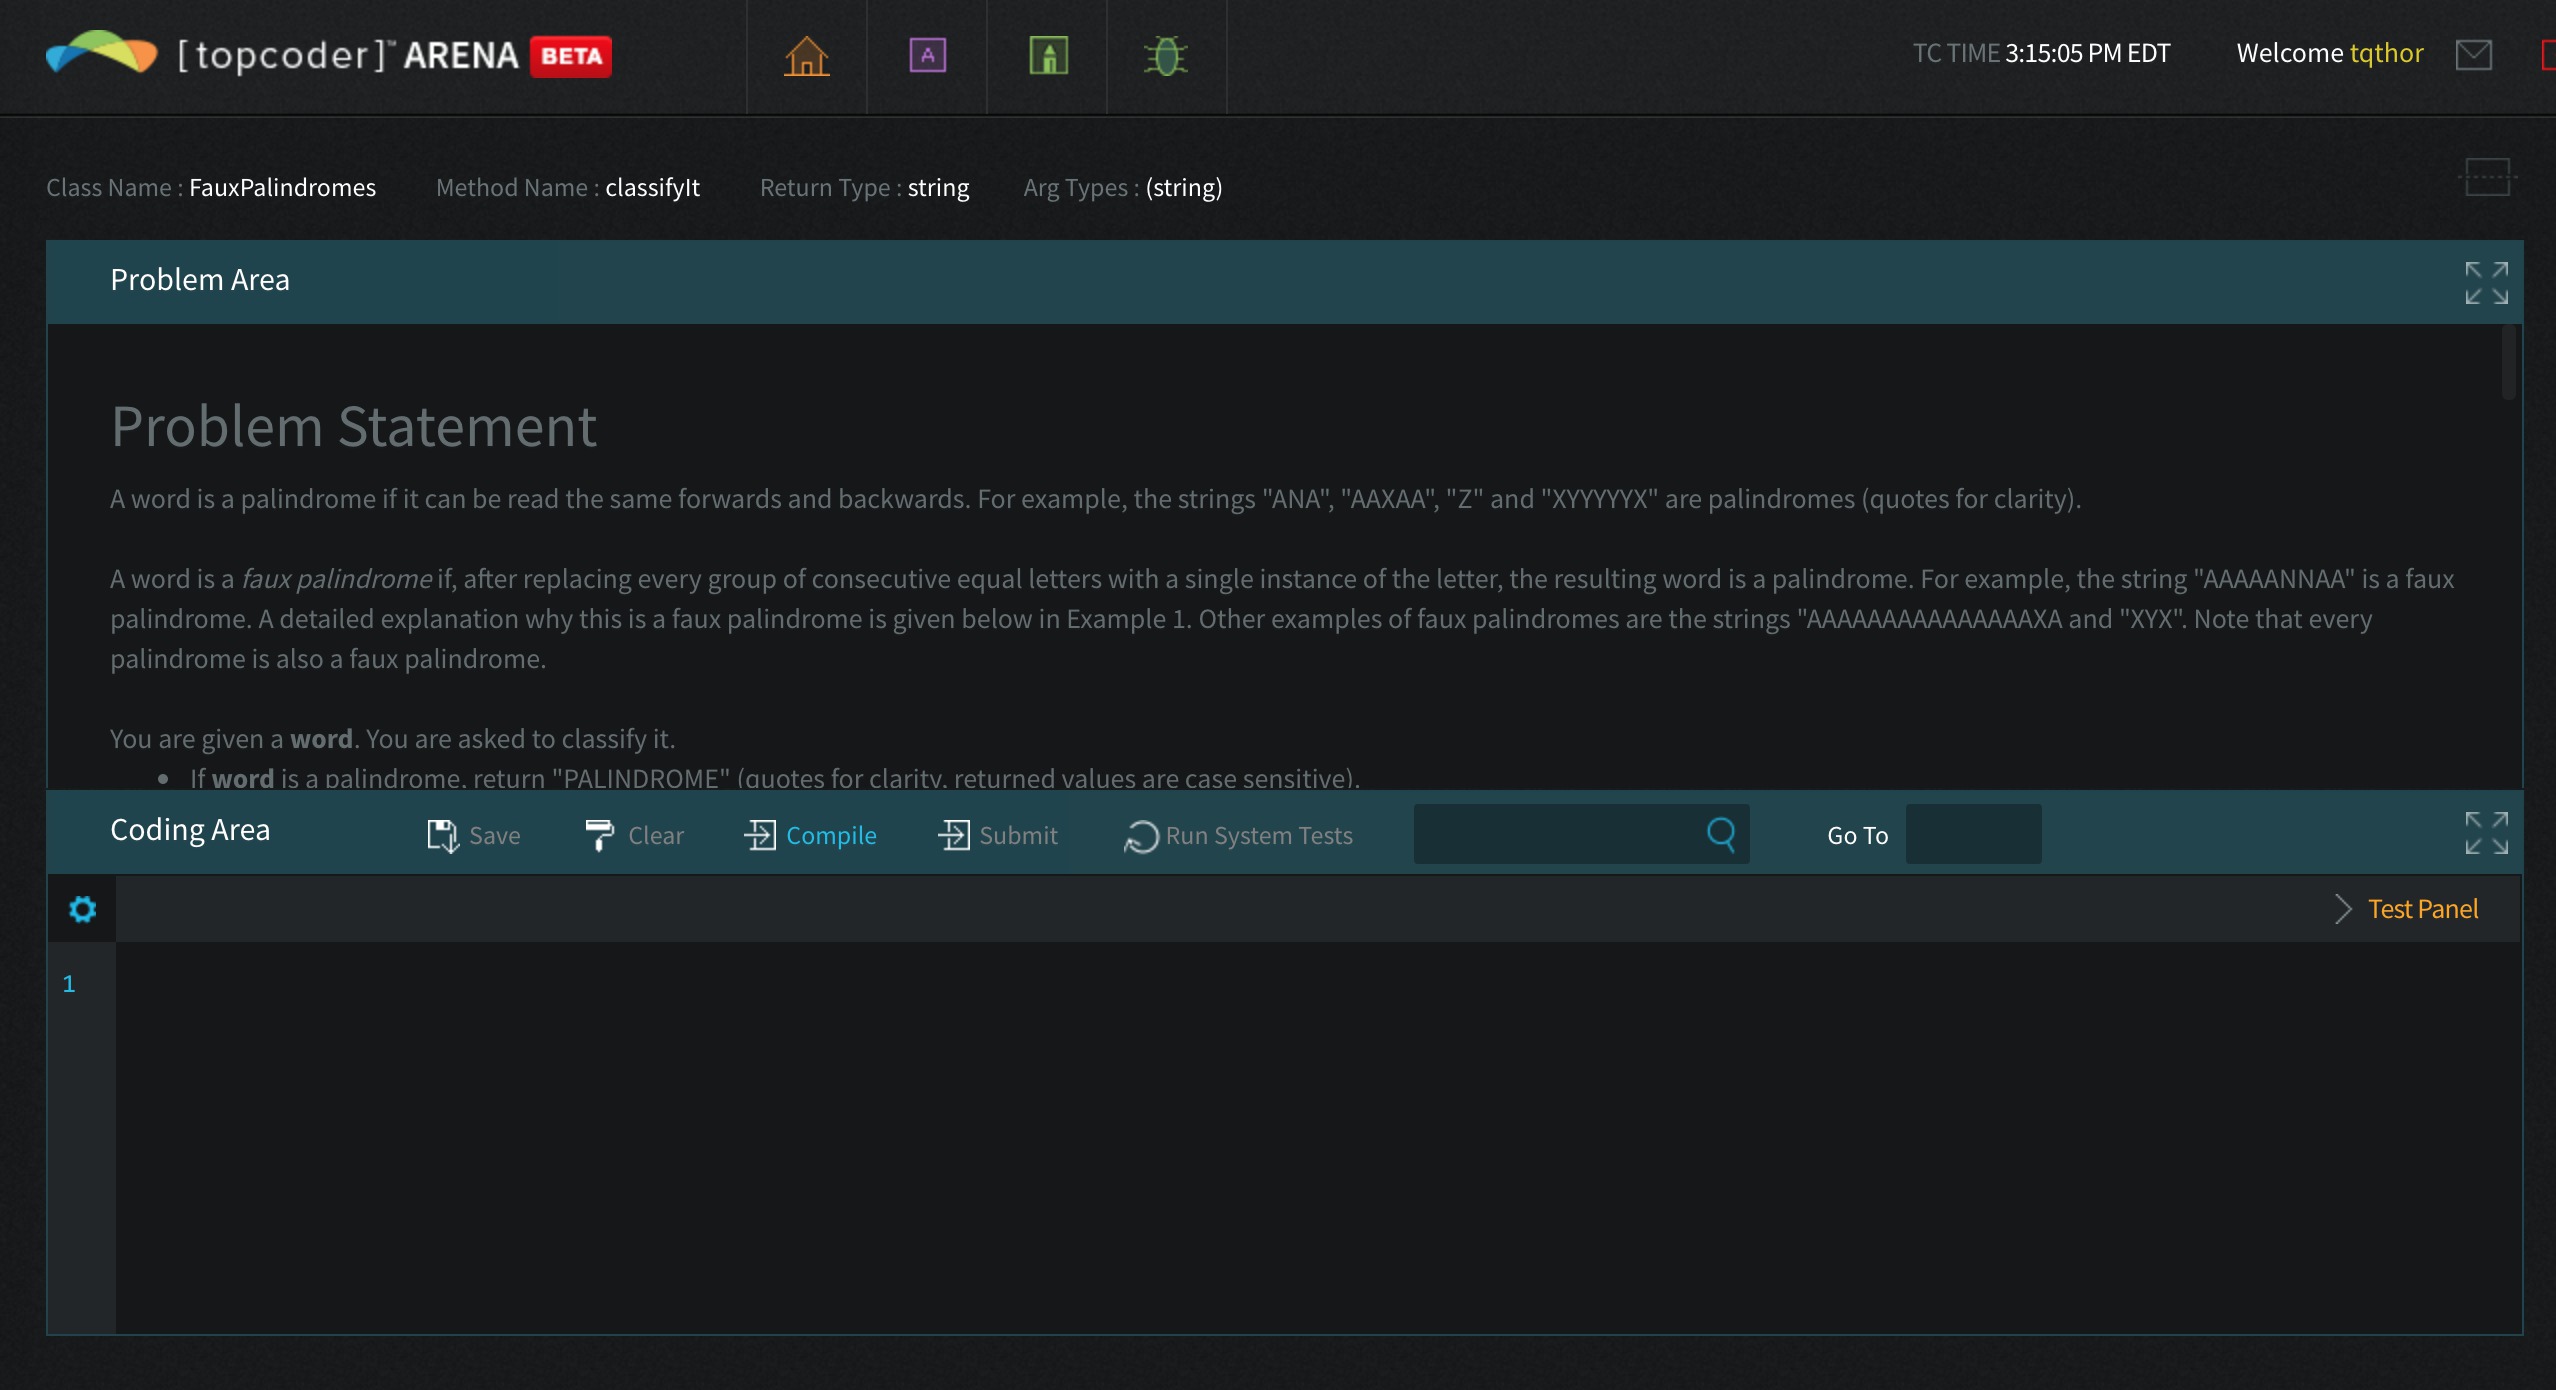 [topcoder]™ ARENA BETA
A
TC TIME 3:15:05 PM EDT
Welcome tqthor
Class Name : FauxPalindromes Method Name : classifyIt Return Type : string Arg Types : (string)
Problem Area
Problem Statement
A word is a palindrome if it can be read the same forwards and backwards. For example, the strings "ANA", "AAXAA", "Z" and "XYYYYYX" are palindromes (quotes for clarity).
A word is a faux palindrome if, after replacing every group of consecutive equal letters with a single instance of the letter, the resulting word is a palindrome. For example, the string "AAAAANNAA" is a faux
palindrome. A detailed explanation why this is a faux palindrome is given below in Example 1. Other examples of faux palindromes are the strings "AAAAAAAAAAAAAAAXA and "XYX". Note that every
palindrome is also a faux palindrome.
You are given a word. You are asked to classify it.
• If word is a palindrome, return "PALINDROME" (quotes for clarity, returned values are case sensitive).
Coding Area Save Clear Compile Submit Run System Tests Go To
Test Panel
1